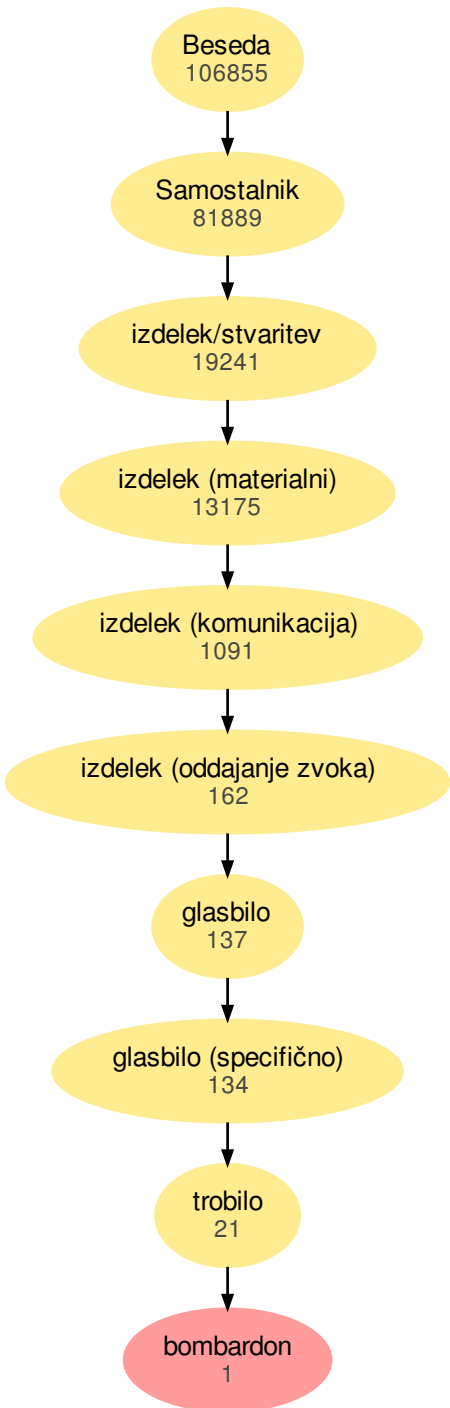 Beseda
106855
Samostalnik
81889
izdelek/stvaritev
19241
izdelek (materialni)
13175
izdelek (komunikacija)
1091
izdelek (oddajanje zvoka)
162
glasbilo
137
glasbilo (specifično)
134
trobilo
21
bombardon
1